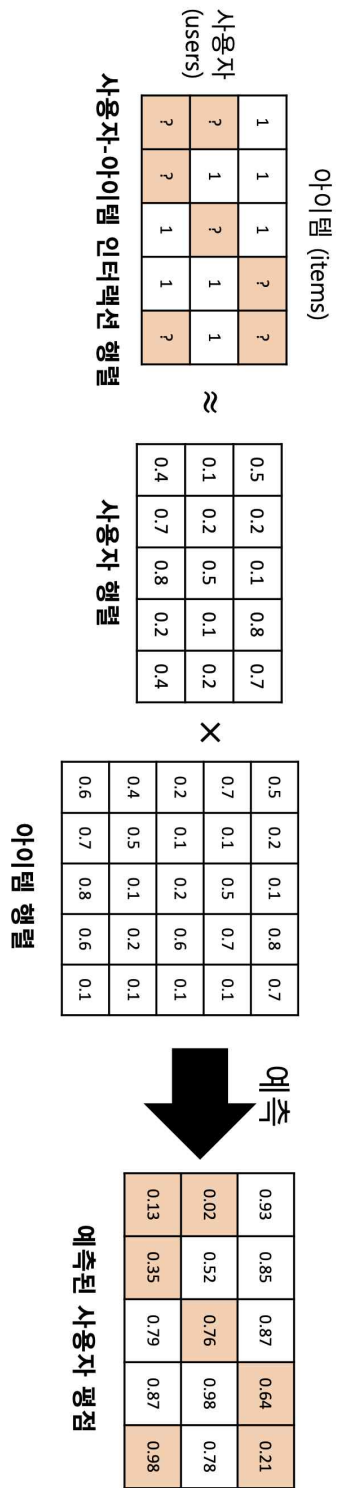 아이템 (items)
사용자
(users)
1 1 1 ? ?
? 1 ? 1 1
? ? 1 1 ?
사용자-아이템 인터랙션 행렬
≈
0.5 0.2 0.1 0.8 0.7
0.1 0.2 0.5 0.1 0.2
0.4 0.7 0.8 0.2 0.4
사용자 행렬
×
0.5 0.2 0.1 0.8 0.7
0.7 0.1 0.5 0.7 0.1
0.2 0.1 0.2 0.6 0.1
0.4 0.5 0.1 0.2 0.1
0.6 0.7 0.8 0.6 0.1
아이템 행렬
예측
0.93 0.85 0.87 0.64 0.21
0.02 0.52 0.76 0.98 0.78
0.13 0.35 0.79 0.87 0.98
예측된 사용자 평점